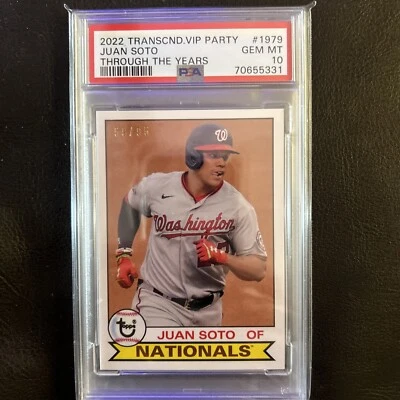 2022 TRANSCND.VIP PARTY #1979
JUAN SOTO GEM MT
THROUGH THE YEARS 10
PSA 70655331
W
Washington
Topps
JUAN SOTO OF
NATIONALS